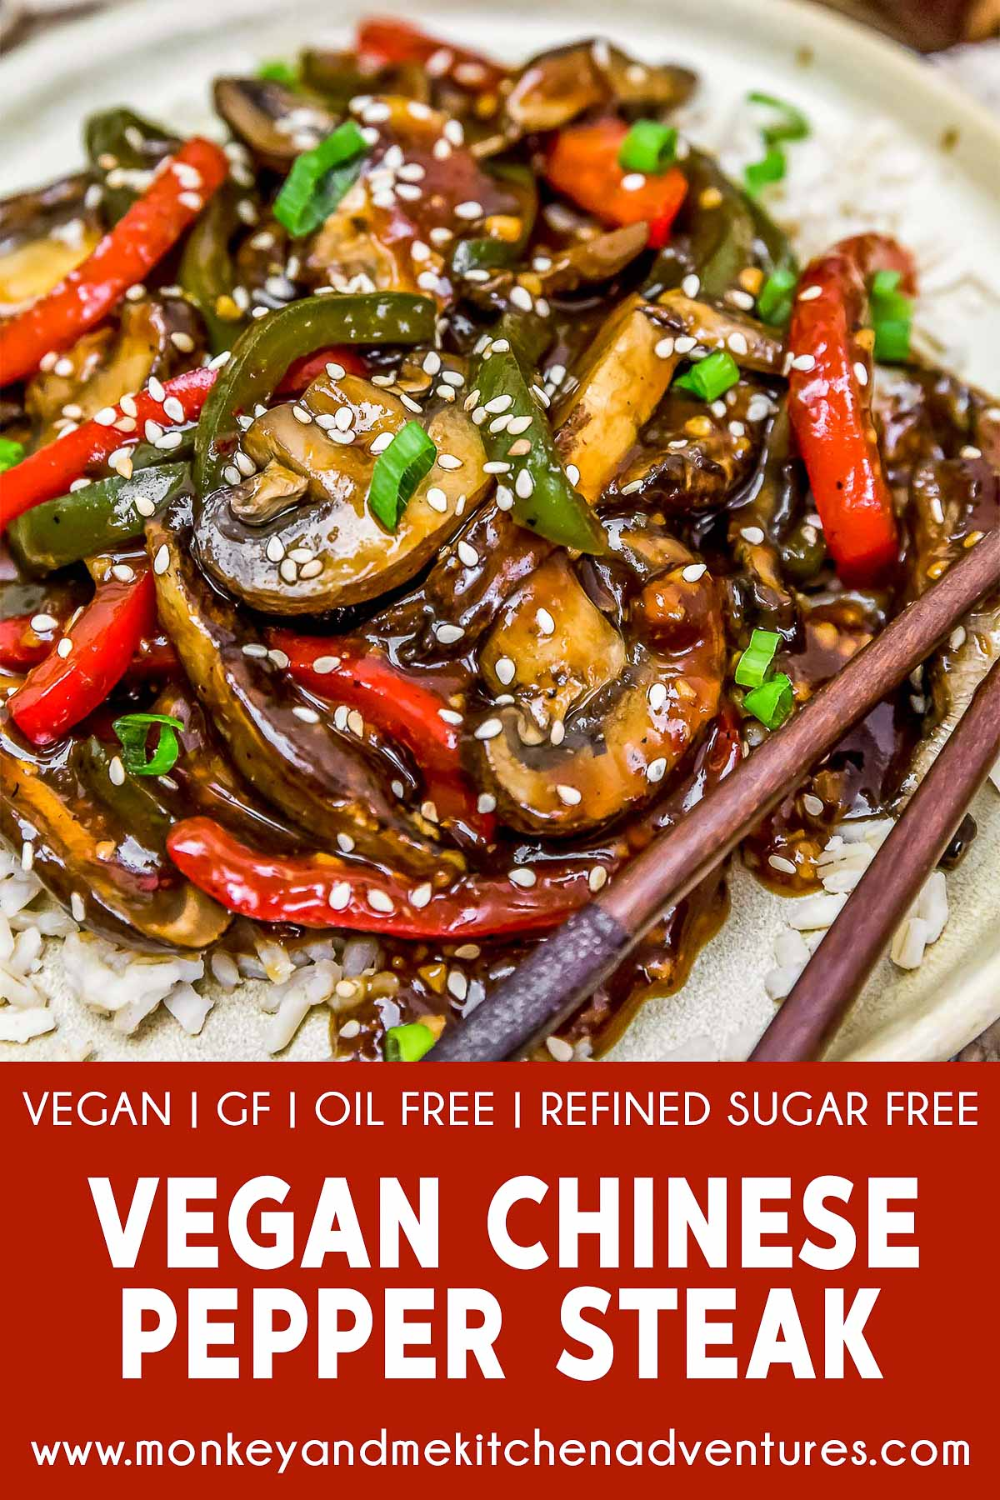 VEGAN | GF | OIL FREE | REFINED SUGAR FREE
VEGAN CHINESE
PEPPER STEAK
www.monkeyandmekitchenadventures.com